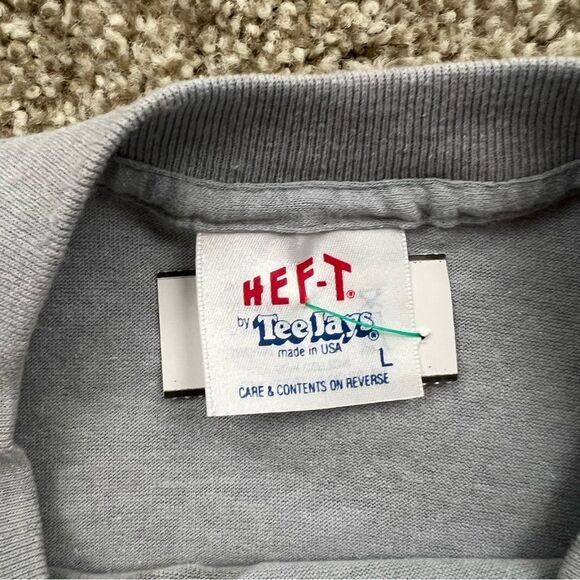 HEF-T®
by TeeJays®
made in USA
L
CARE & CONTENTS ON REVERSE